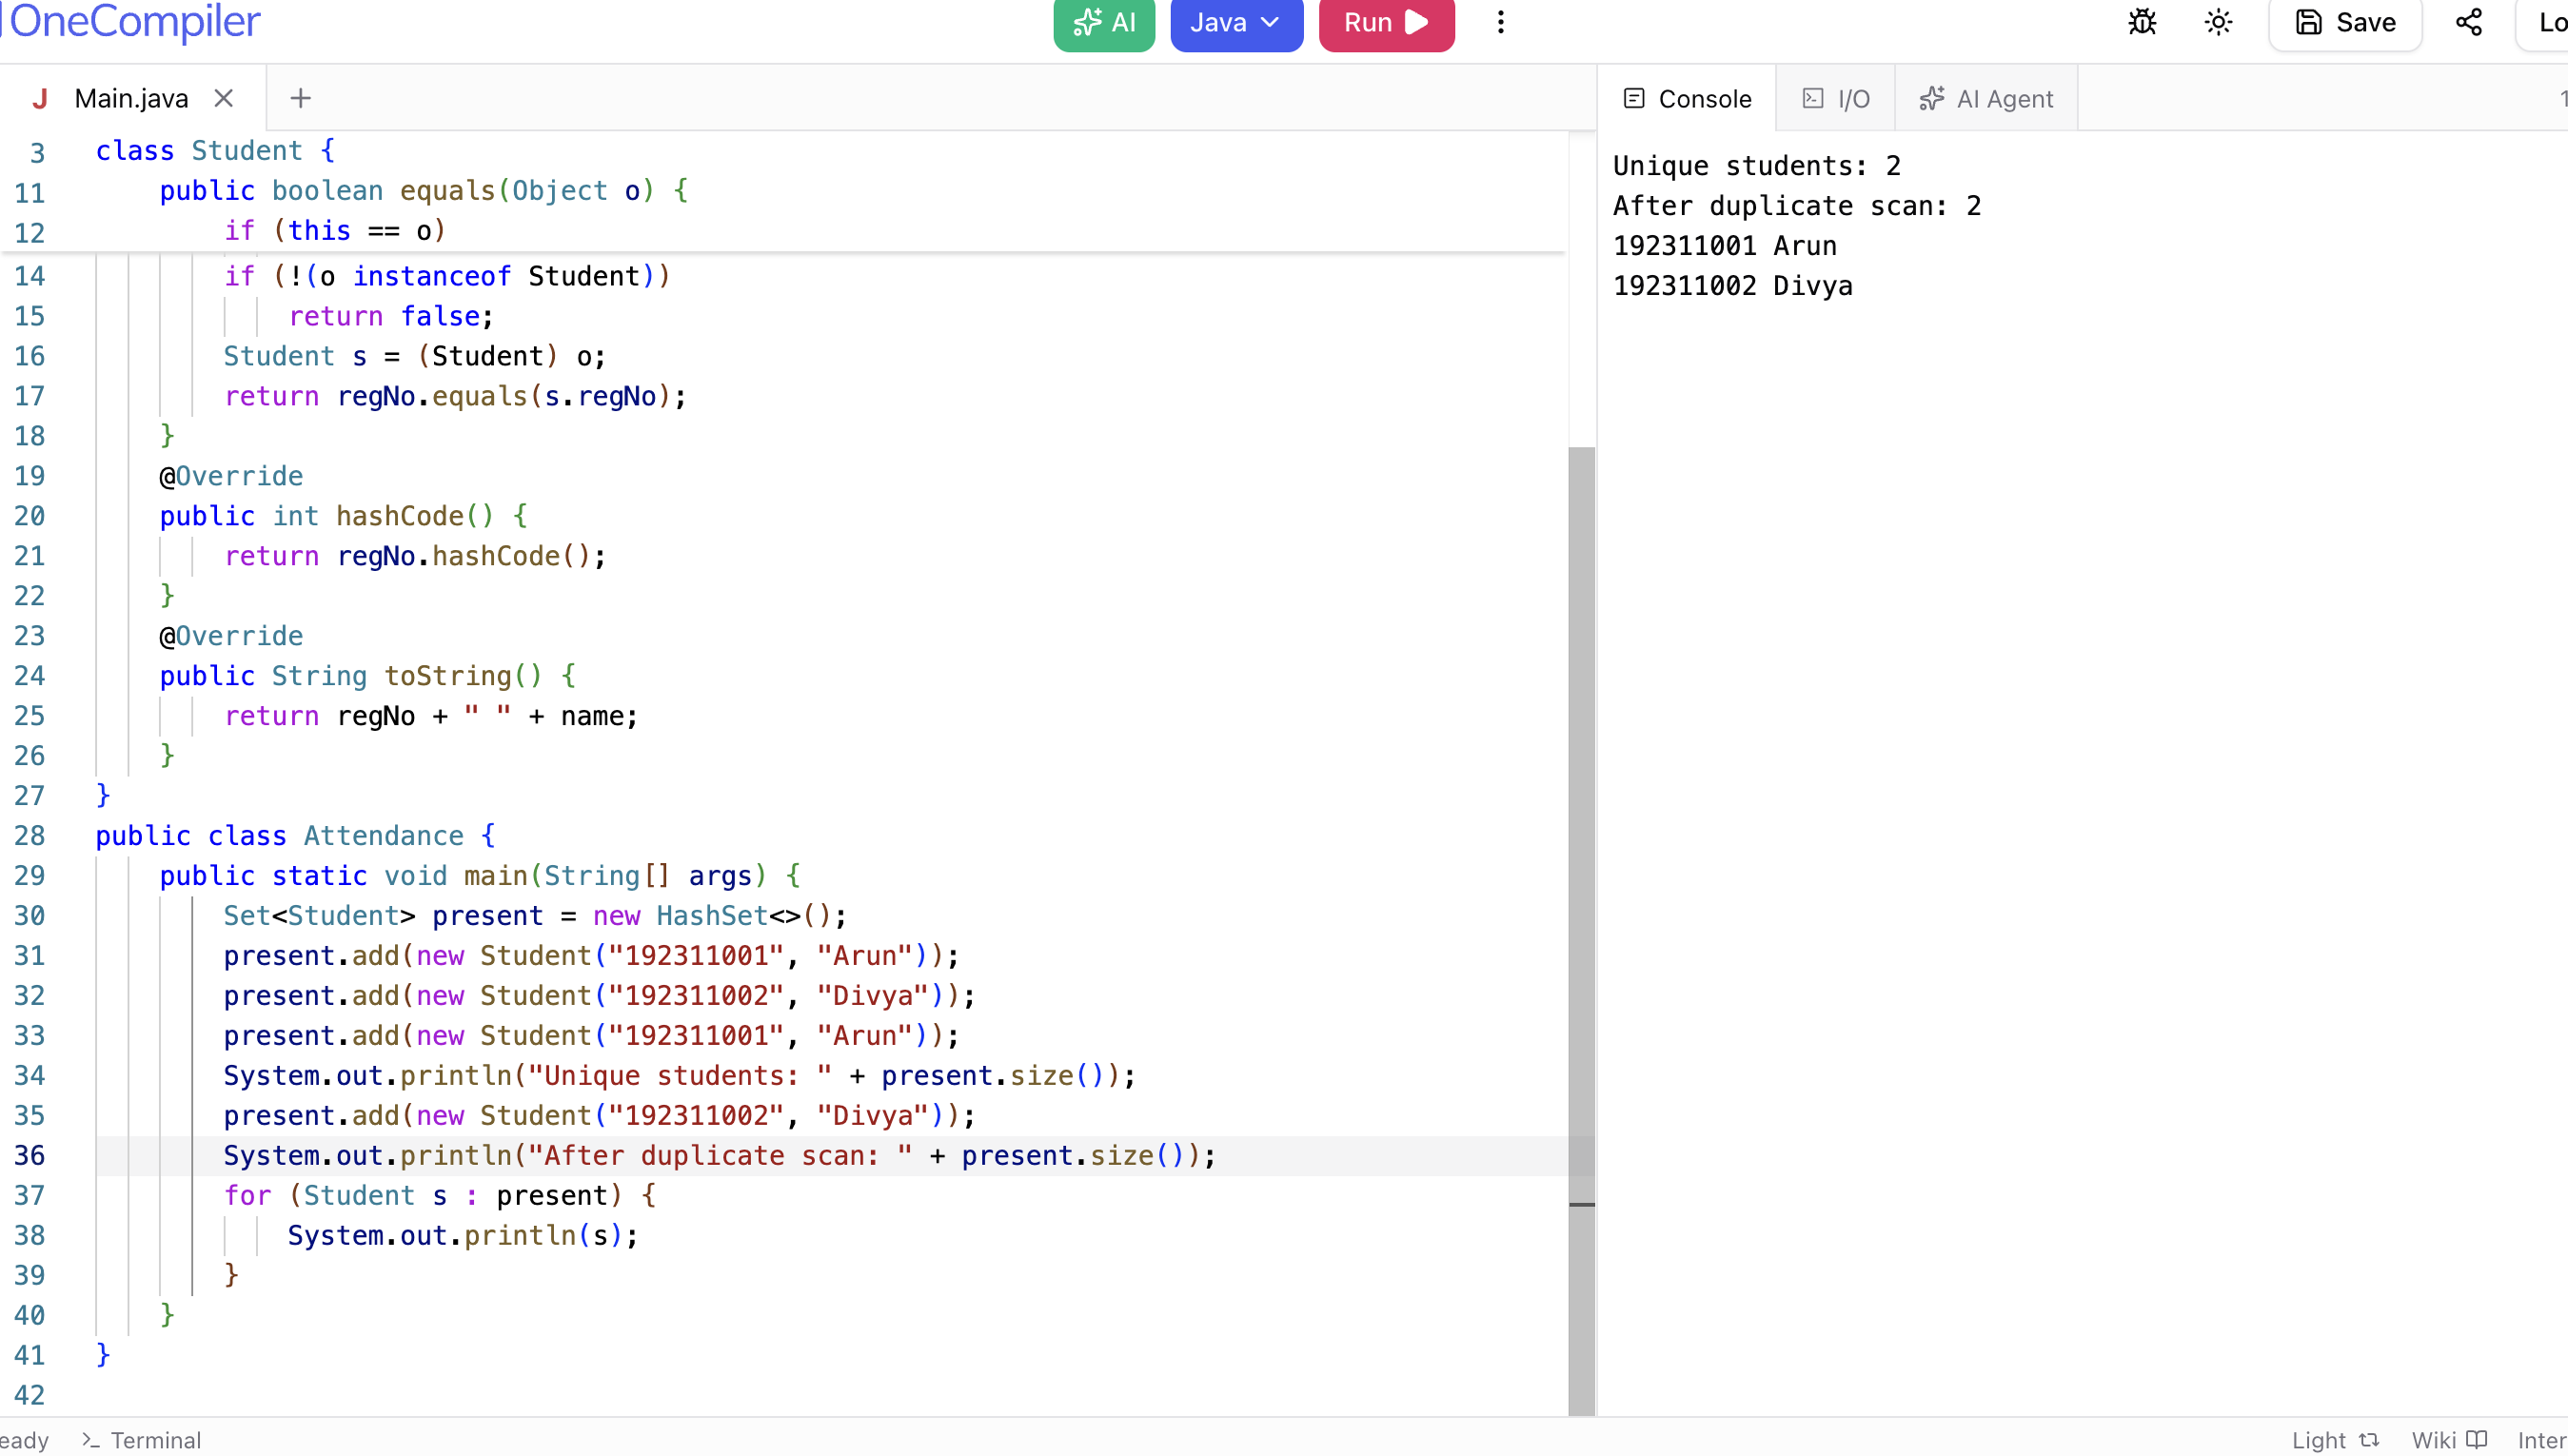 OneCompiler
AI
Java
Run
Save
J Main.java
Console
I/O
AI Agent
3 class Student {
11 public boolean equals(Object o) {
12 if (this == o)
14 if (!(o instanceof Student))
15 return false;
16 Student s = (Student) o;
17 return regNo.equals(s.regNo);
18 }
19 @Override
20 public int hashCode() {
21 return regNo.hashCode();
22 }
23 @Override
24 public String toString() {
25 return regNo + " " + name;
26 }
27 }
28 public class Attendance {
29 public static void main(String[] args) {
30 Set<Student> present = new HashSet<>();
31 present.add(new Student("192311001", "Arun"));
32 present.add(new Student("192311002", "Divya"));
33 present.add(new Student("192311001", "Arun"));
34 System.out.println("Unique students: " + present.size());
35 present.add(new Student("192311002", "Divya"));
36 System.out.println("After duplicate scan: " + present.size());
37 for (Student s : present) {
38 System.out.println(s);
39 }
40 }
41 }
42
Unique students: 2
After duplicate scan: 2
192311001 Arun
192311002 Divya
eady
Terminal
Light
Wiki